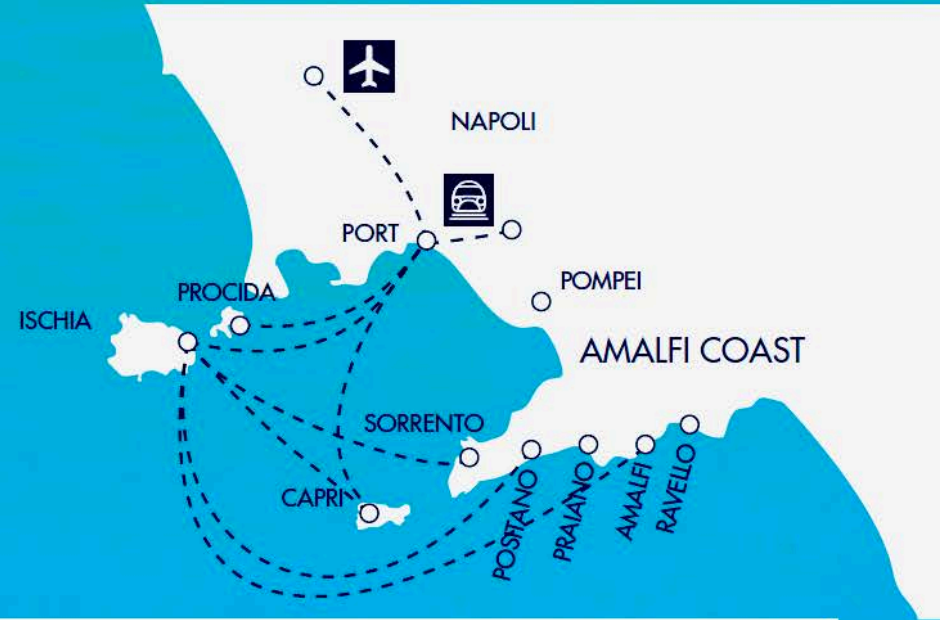 NAPOLI
PORT
POMPEI
PROCIDA
ISCHIA
AMALFI COAST
SORRENTO
CAPRI
POSITANO
PRAIANO
AMALFI
RAVELLO